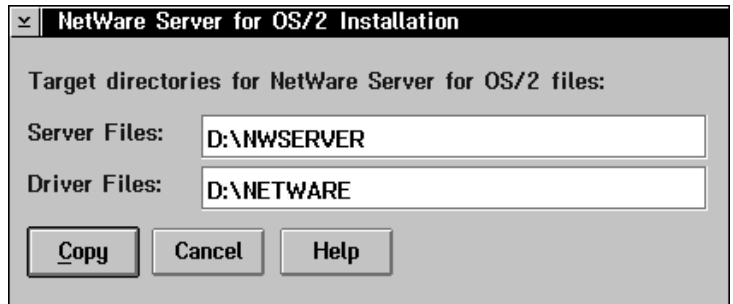 NetWare Server for OS/2 Installation
Target directories for NetWare Server for OS/2 files:
Server Files: D:\NWSERVER
Driver Files: D:\NETWARE
Copy Cancel Help